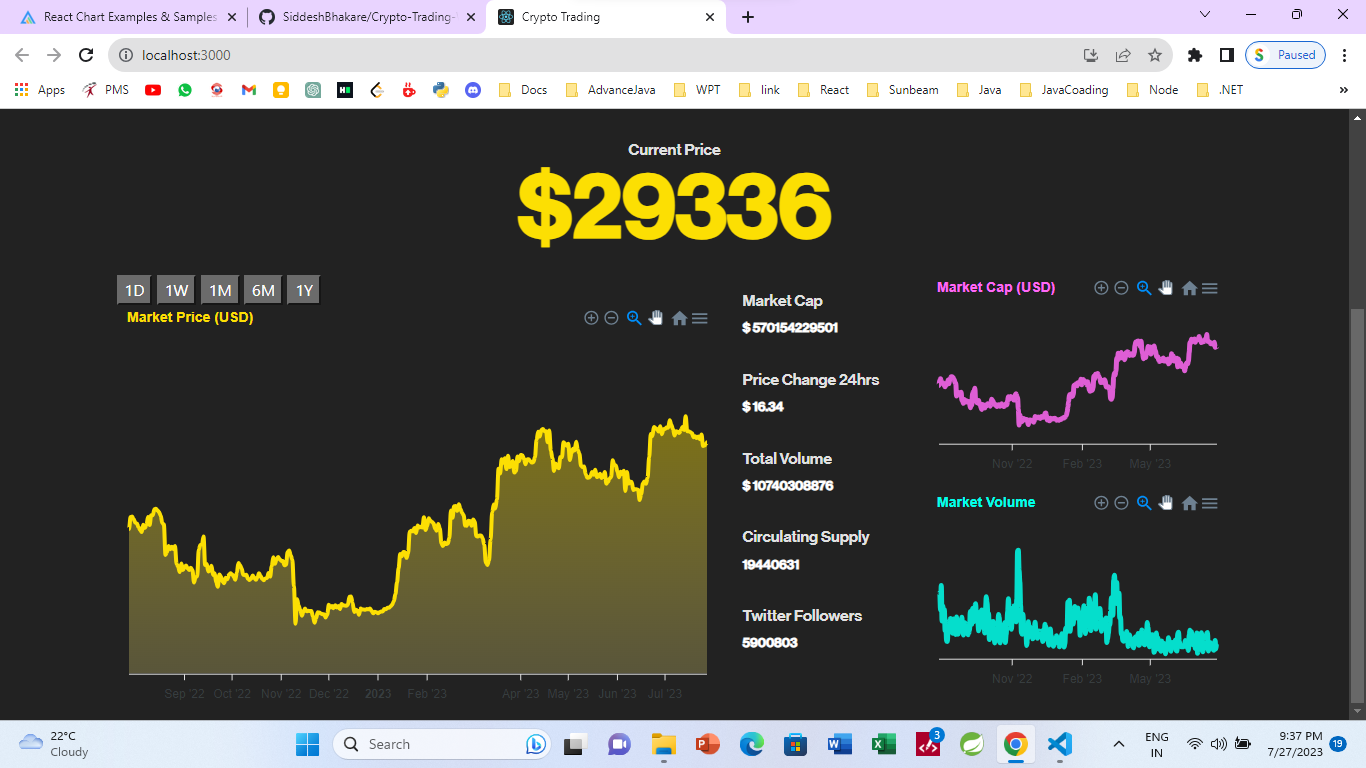 React Chart Examples & Samples
SiddeshBhakare/Crypto-Trading-
Crypto Trading
localhost:3000
Paused
Apps
PMS
Docs
AdvanceJava
WPT
link
React
Sunbeam
Java
JavaCoading
Node
.NET
Current Price
$29336
1D 1W 1M 6M 1Y
Market Price (USD)
Sep '22 Oct '22 Nov '22 Dec '22 2023 Feb '23 Apr '23 May '23 Jun '23 Jul '23
Market Cap
$ 570154229501
Price Change 24hrs
$ 16.34
Total Volume
$ 10740308876
Circulating Supply
19440631
Twitter Followers
5900803
Market Cap (USD)
Nov '22 Feb '23 May '23
Market Volume
Nov '22 Feb '23 May '23
22°C
Cloudy
Search
3
ENG
IN
9:37 PM
7/27/2023
19